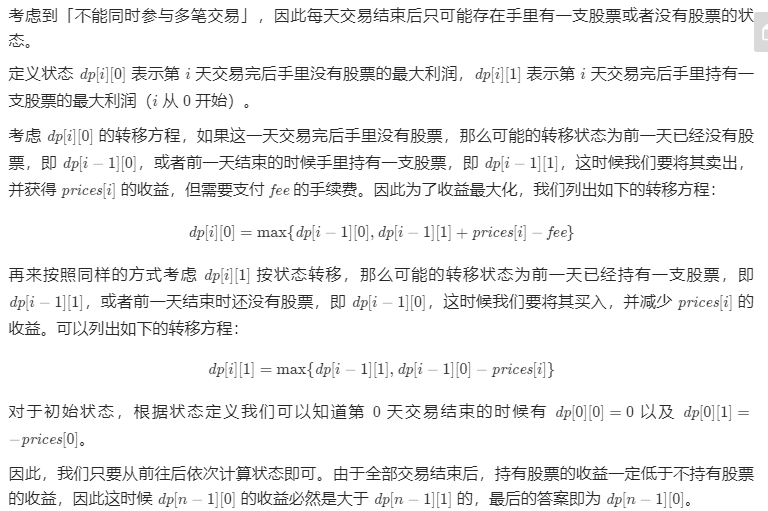 考虑到「不能同时参与多笔交易」，因此每天交易结束后只可能存在手里有一支股票或者没有股票的状
态。
定义状态 dp[i][0] 表示第 i 天交易完后手里没有股票的最大利润，dp[i][1] 表示第 i 天交易完后手里持有一
支股票的最大利润（i 从 0 开始）。
考虑 dp[i][0] 的转移方程，如果这一天交易完后手里没有股票，那么可能的转移状态为前一天已经没有股
票，即 dp[i − 1][0]，或者前一天结束的时候手里持有一支股票，即 dp[i − 1][1]，这时候我们要将其卖出，
并获得 prices[i] 的收益，但需要支付 fee 的手续费。因此为了收益最大化，我们列出如下的转移方程：
dp[i][0] = max{dp[i − 1][0], dp[i − 1][1] + prices[i] − fee}
再来按照同样的方式考虑 dp[i][1] 按状态转移，那么可能的转移状态为前一天已经持有一支股票，即
dp[i − 1][1]，或者前一天结束时还没有股票，即 dp[i − 1][0]，这时候我们要将其买入，并减少 prices[i] 的
收益。可以列出如下的转移方程：
dp[i][1] = max{dp[i − 1][1], dp[i − 1][0] − prices[i]}
对于初始状态，根据状态定义我们可以知道第 0 天交易结束的时候有 dp[0][0] = 0 以及 dp[0][1] =
−prices[0]。
因此，我们只要从前往后依次计算状态即可。由于全部交易结束后，持有股票的收益一定低于不持有股票
的收益，因此这时候 dp[n − 1][0] 的收益必然是大于 dp[n − 1][1] 的，最后的答案即为 dp[n − 1][0]。